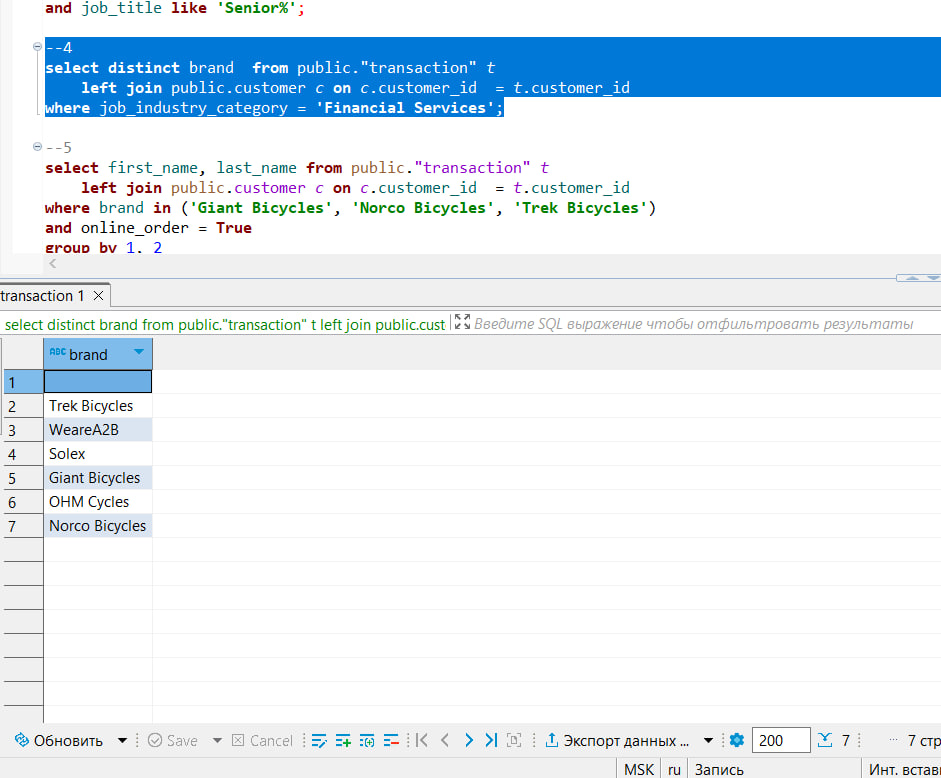 and job_title like 'Senior%';
--4
select distinct brand  from public."transaction" t
left join public.customer c on c.customer_id  = t.customer_id
where job_industry_category = 'Financial Services';
--5
select first_name, last_name from public."transaction" t
left join public.customer c on c.customer_id  = t.customer_id
where brand in ('Giant Bicycles', 'Norco Bicycles', 'Trek Bicycles')
and online_order = True
group by 1, 2
transaction 1
select distinct brand from public."transaction" t left join public.cust Введите SQL выражение чтобы отфильтровать результаты
ABC brand
1
2 Trek Bicycles
3 WeareA2B
4 Solex
5 Giant Bicycles
6 OHM Cycles
7 Norco Bicycles
Обновить Save Cancel Экспорт данных ... 200 7 ... 7 стр
MSK ru Запись Инт. встав